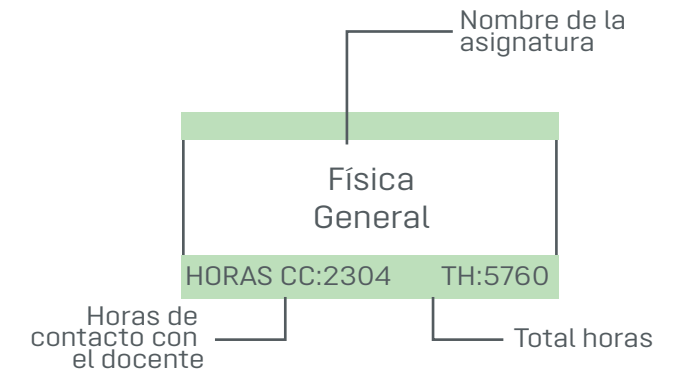 Nombre de la
asignatura
Física
General
HORAS CC:2304 TH:5760
Horas de
contacto con
el docente
Total horas